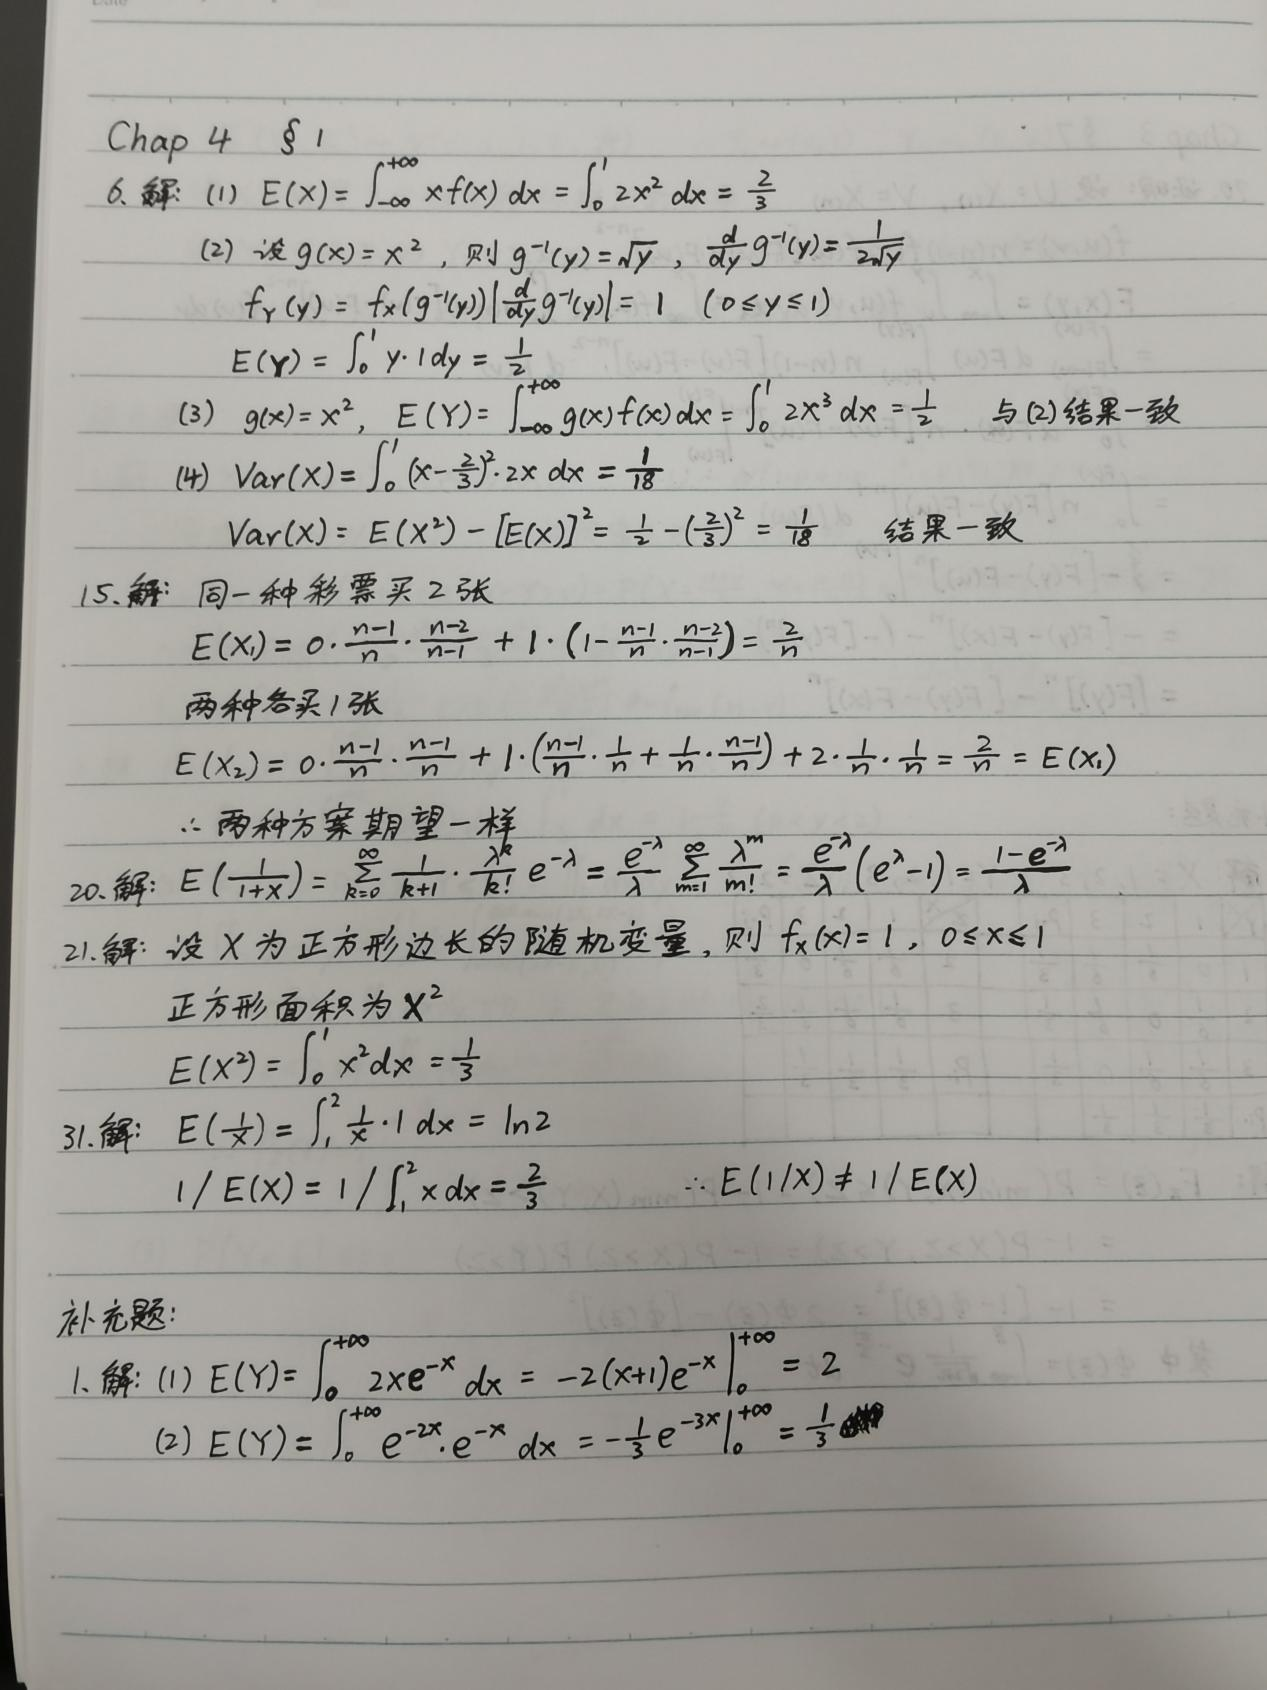 Date
Chap 4 § 1
6. 解: (1) E(X) = ∫_{-∞}^{+∞} x f(x) dx = ∫_0^1 2x² dx = 2/3
(2) 设 g(x) = x², 则 g⁻¹(y) = √y, d/dy g⁻¹(y) = 1/(2√y)
f_Y(y) = f_X(g⁻¹(y)) |d/dy g⁻¹(y)| = 1 (0 ≤ y ≤ 1)
E(Y) = ∫_0^1 y·1 dy = 1/2
(3) g(x) = x², E(Y) = ∫_{-∞}^{+∞} g(x) f(x) dx = ∫_0^1 2x³ dx = 1/2 与(2)结果一致
(4) Var(X) = ∫_0^1 (x - 2/3)²·2x dx = 1/18
Var(X) = E(X²) - [E(X)]² = 1/2 - (2/3)² = 1/18 结果一致
15. 解: 同一种彩票买2张
E(X₁) = 0·(n-1)/n·(n-2)/(n-1) + 1·(1 - (n-1)/n·(n-2)/(n-1)) = 2/n
两种各买1张
E(X₂) = 0·(n-1)/n·(n-1)/n + 1·((n-1)/n·1/n + 1/n·(n-1)/n) + 2·1/n·1/n = 2/n = E(X₁)
∴ 两种方案期望一样
20. 解: E(1/(1+X)) = ∑_{k=0}^{∞} 1/(k+1)·λ^k/k! e^{-λ} = e^{-λ}/λ ∑_{m=1}^{∞} λ^m/m! = e^{-λ}/λ (e^λ - 1) = (1-e^{-λ})/λ
21. 解: 设 X 为正方形边长的随机变量, 则 f_X(x) = 1, 0 ≤ x ≤ 1
正方形面积为 X²
E(X²) = ∫_0^1 x² dx = 1/3
31. 解: E(1/X) = ∫_1^2 1/x·1 dx = ln2
1/E(X) = 1/∫_1^2 x dx = 2/3 ∴ E(1/X) ≠ 1/E(X)
补充题:
1. 解: (1) E(Y) = ∫_0^{+∞} 2x e^{-x} dx = -2(x+1)e^{-x} |_0^{+∞} = 2
(2) E(Y) = ∫_0^{+∞} e^{-2x}·e^{-x} dx = -1/3 e^{-3x} |_0^{+∞} = 1/3